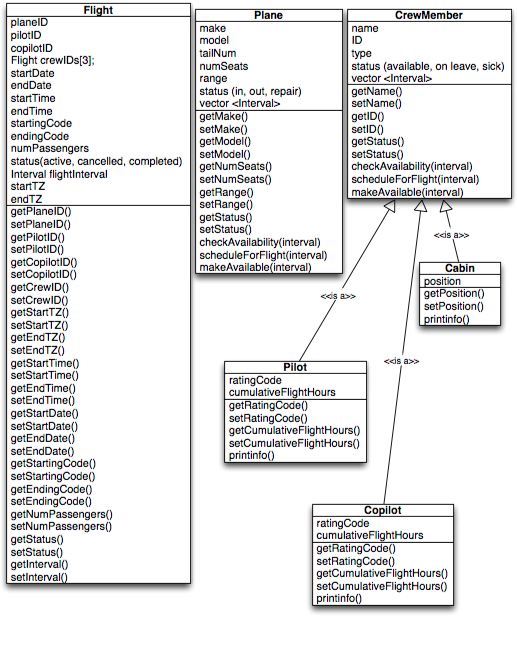 Flight
planeID
pilotID
copilotID
Flight crewIDs[3];
startDate
endDate
startTime
endTime
startingCode
endingCode
numPassengers
status(active, cancelled, completed)
Interval flightInterval
startTZ
endTZ
getPlaneID()
setPlaneID()
getPilotID()
setPilotID()
getCopilotID()
setCopilotID()
getCrewID()
setCrewID()
getStartTZ()
setStartTZ()
getEndTZ()
setEndTZ()
getStartTime()
setStartTime()
getEndTime()
setEndTime()
getStartDate()
setStartDate()
getEndDate()
setEndDate()
getStartingCode()
setStartingCode()
getEndingCode()
setEndingCode()
getNumPassengers()
setNumPassengers()
getStatus()
setStatus()
getInterval()
setInterval()
Plane
make
model
tailNum
numSeats
range
status (in, out, repair)
vector <Interval>
getMake()
setMake()
getModel()
setModel()
getNumSeats()
setNumSeats()
getRange()
setRange()
getStatus()
setStatus()
checkAvailability(interval)
scheduleForFlight(interval)
makeAvailable(interval)
CrewMember
name
ID
type
status (available, on leave, sick)
vector <Interval>
getName()
setName()
getID()
setID()
getStatus()
setStatus()
checkAvailability(interval)
scheduleForFlight(interval)
makeAvailable(interval)
<<is a>>
<<is a>>
<<is a>>
Cabin
position
getPosition()
setPosition()
printinfo()
Pilot
ratingCode
cumulativeFlightHours
getRatingCode()
setRatingCode()
getCumulativeFlightHours()
setCumulativeFlightHours()
printinfo()
Copilot
ratingCode
cumulativeFlightHours
getRatingCode()
setRatingCode()
getCumulativeFlightHours()
setCumulativeFlightHours()
printinfo()